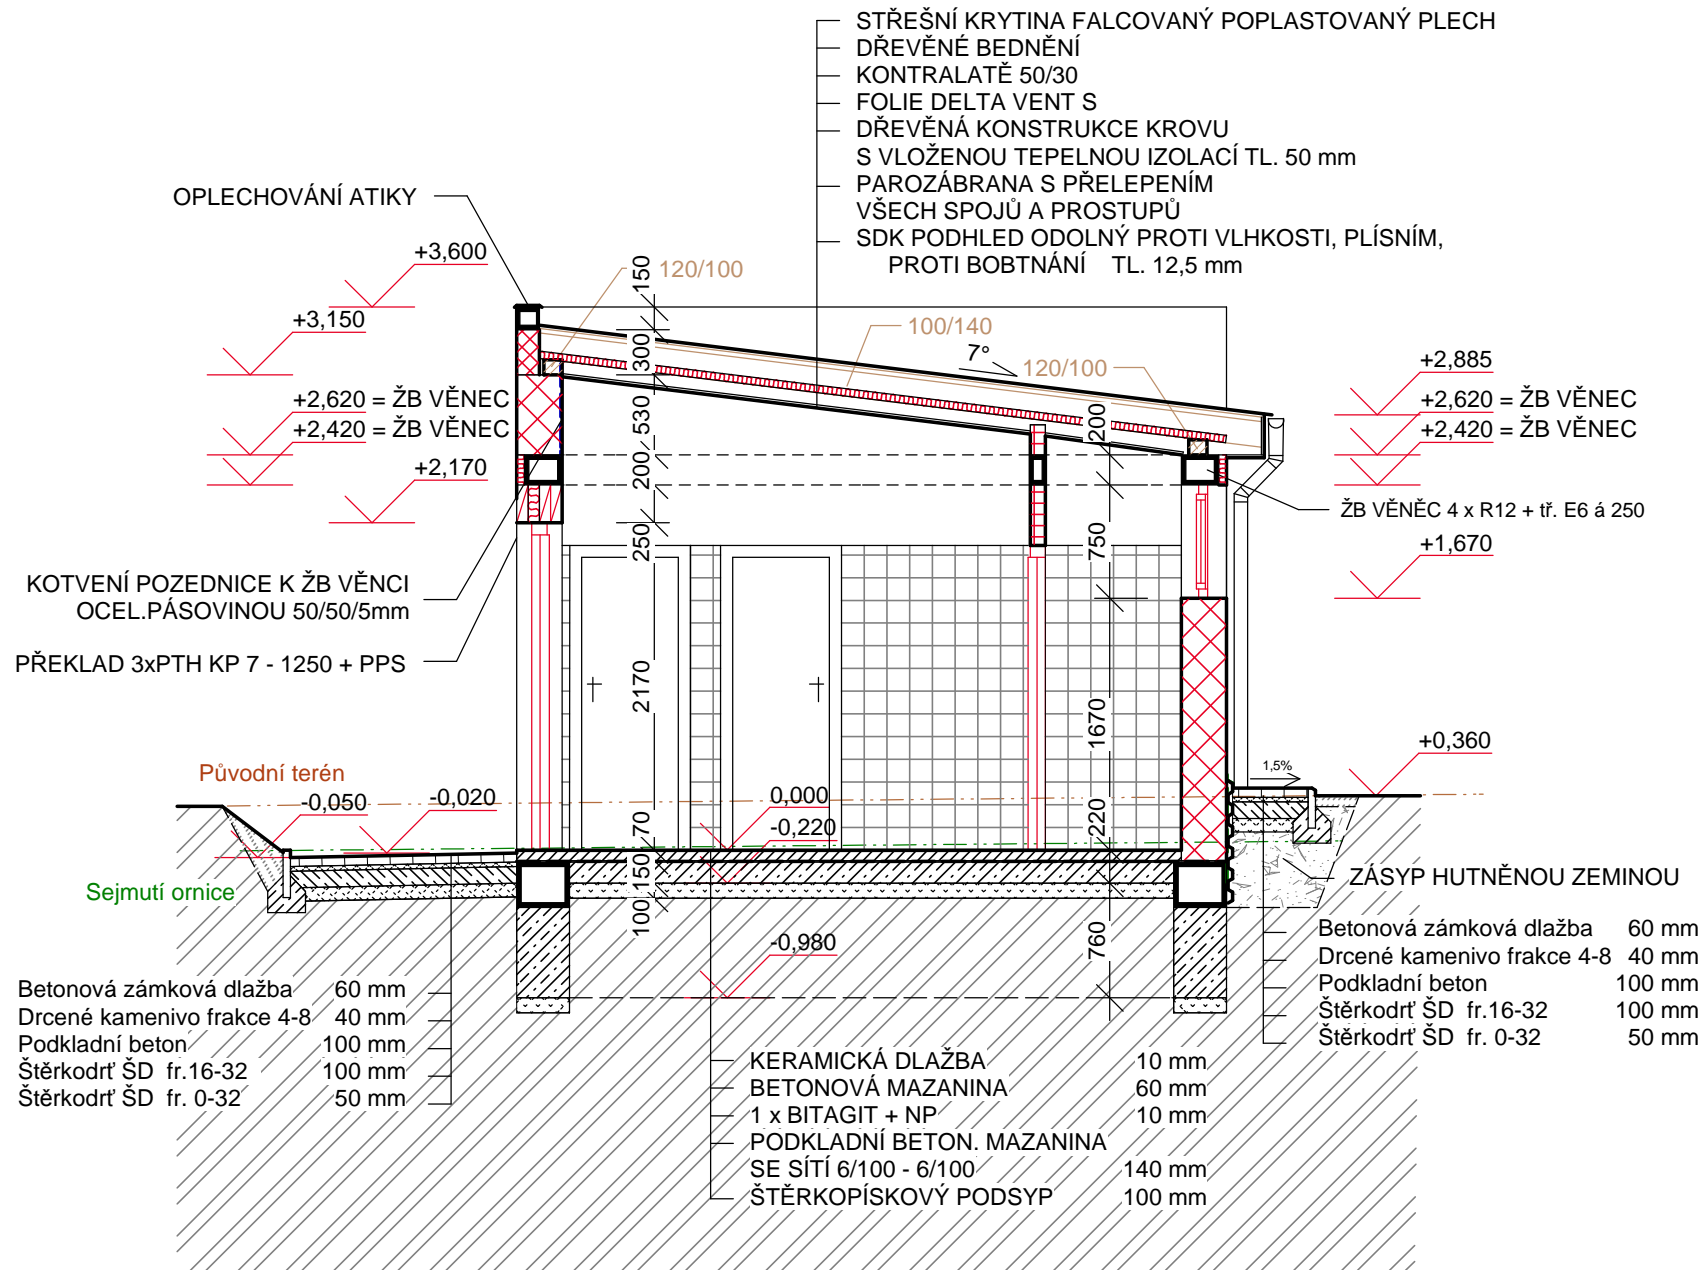 STŘEŠNÍ KRYTINA FALCOVANÝ POPLASTOVANÝ PLECH
DŘEVĚNÉ BEDNĚNÍ
KONTRALATĚ 50/30
FOLIE DELTA VENT S
DŘEVĚNÁ KONSTRUKCE KROVU
S VLOŽENOU TEPELNOU IZOLACÍ TL. 50 mm
PAROZÁBRANA S PŘELEPENÍM
VŠECH SPOJŮ A PROSTUPŮ
SDK PODHLED ODOLNÝ PROTI VLHKOSTI, PLÍSNÍM,
PROTI BOBTNÁNÍ TL. 12,5 mm
OPLECHOVÁNÍ ATIKY
+3,600
+3,150
+2,620 = ŽB VĚNEC
+2,420 = ŽB VĚNEC
+2,170
KOTVENÍ POZEDNICE K ŽB VĚNCI
OCEL.PÁSOVINOU 50/50/5mm
PŘEKLAD 3xPTH KP 7 - 1250 + PPS
150
300
530
200
250
2170
70
150
100
120/100
100/140
7°
120/100
200
750
1670
220
760
+2,885
+2,620 = ŽB VĚNEC
+2,420 = ŽB VĚNEC
ŽB VĚNĚC 4 x R12 + tř. E6 á 250
+1,670
+0,360
1,5%
Původní terén
-0,050
-0,020
0,000
-0,220
-0,980
Sejmutí ornice
ZÁSYP HUTNĚNOU ZEMINOU
Betonová zámková dlažba 60 mm
Drcené kamenivo frakce 4-8 40 mm
Podkladní beton 100 mm
Štěrkodrť ŠD fr.16-32 100 mm
Štěrkodrť ŠD fr. 0-32 50 mm
Betonová zámková dlažba 60 mm
Drcené kamenivo frakce 4-8 40 mm
Podkladní beton 100 mm
Štěrkodrť ŠD fr.16-32 100 mm
Štěrkodrť ŠD fr. 0-32 50 mm
KERAMICKÁ DLAŽBA 10 mm
BETONOVÁ MAZANINA 60 mm
1 x BITAGIT + NP 10 mm
PODKLADNÍ BETON. MAZANINA
SE SÍTÍ 6/100 - 6/100 140 mm
ŠTĚRKOPÍSKOVÝ PODSYP 100 mm